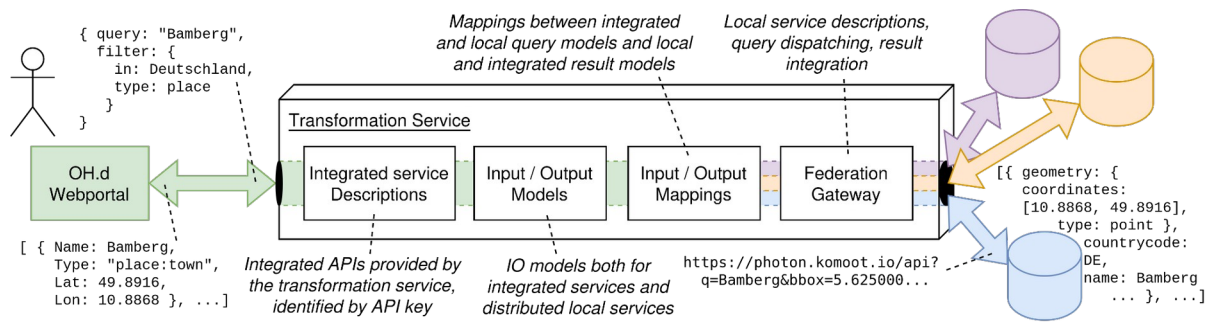 { query: "Bamberg",
filter: {
in: Deutschland,
type: place
}
}
Mappings between integrated
and local query models and local
and integrated result models
Local service descriptions,
query dispatching, result
integration
Transformation Service
OH.d
Webportal
Integrated service
Descriptions
Input / Output
Models
Input / Output
Mappings
Federation
Gateway
[ { Name: Bamberg,
Type: "place:town",
Lat: 49.8916,
Lon: 10.8868 }, ...]
Integrated APIs provided by
the transformation service,
identified by API key
IO models both for
integrated services and
distributed local services
https://photon.komoot.io/api?
q=Bamberg&bbox=5.625000...
[{ geometry: {
coordinates:
[10.8868, 49.8916],
type: point },
countrycode:
DE,
name: Bamberg
... }, ...]